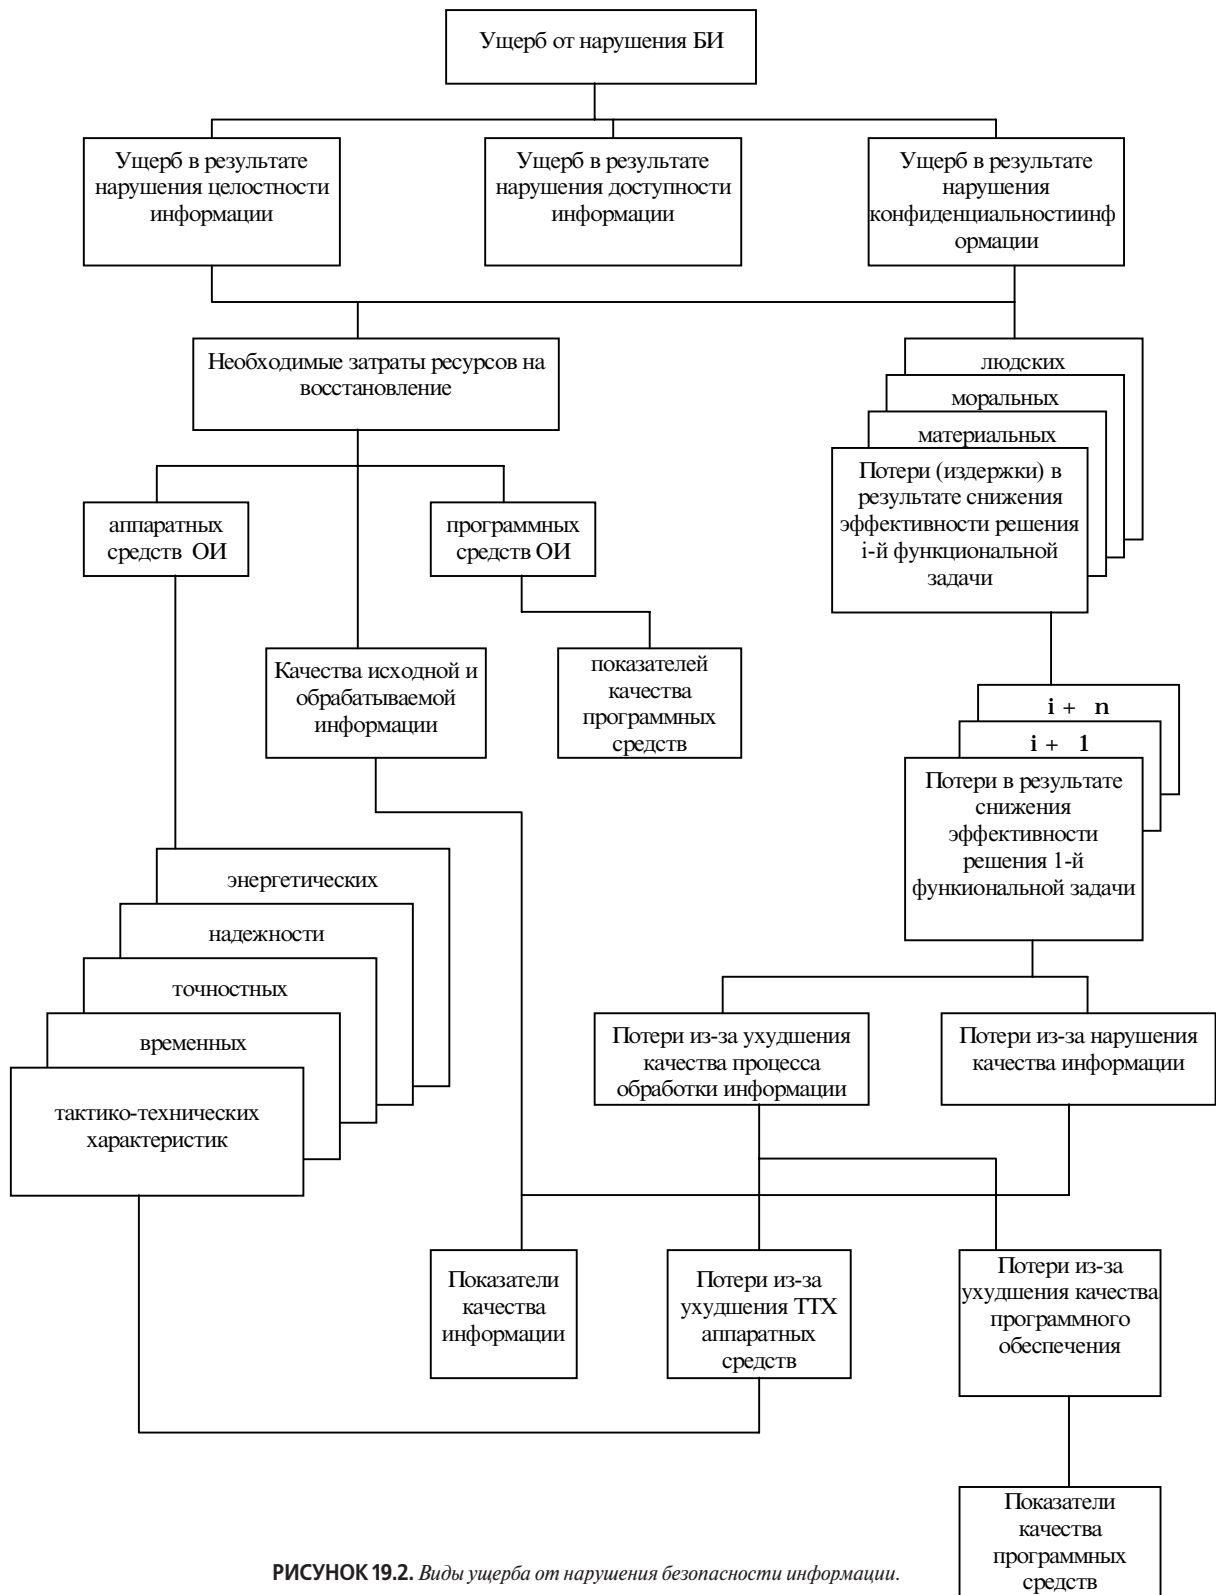 Ущерб от нарушения БИ
Ущерб в результате
нарушения целостности
информации
Ущерб в результате
нарушения доступности
информации
Ущерб в результате
нарушения
конфиденциальностиинф
ормации
Необходимые затраты ресурсов на
восстановление
людских
моральных
материальных
Потери (издержки) в
результате снижения
эффективности решения
i-й функциональной
задачи
аппаратных
средств ОИ
программных
средств ОИ
Качества исходной и
обрабатываемой
информации
показателей
качества
программных
средств
i + n
i + 1
Потери в результате
снижения
эффективности
решения 1-й
функиональной задачи
энергетических
надежности
точностных
временных
тактико-технических
характеристик
Потери из-за ухудшения
качества процесса
обработки информации
Потери из-за нарушения
качества информации
Показатели
качества
информации
Потери из-за
ухудшения ТТХ
аппаратных
средств
Потери из-за
ухудшения качества
программного
обеспечения
Показатели
качества
программных
средств
РИСУНОК 19.2. Виды ущерба от нарушения безопасности информации.